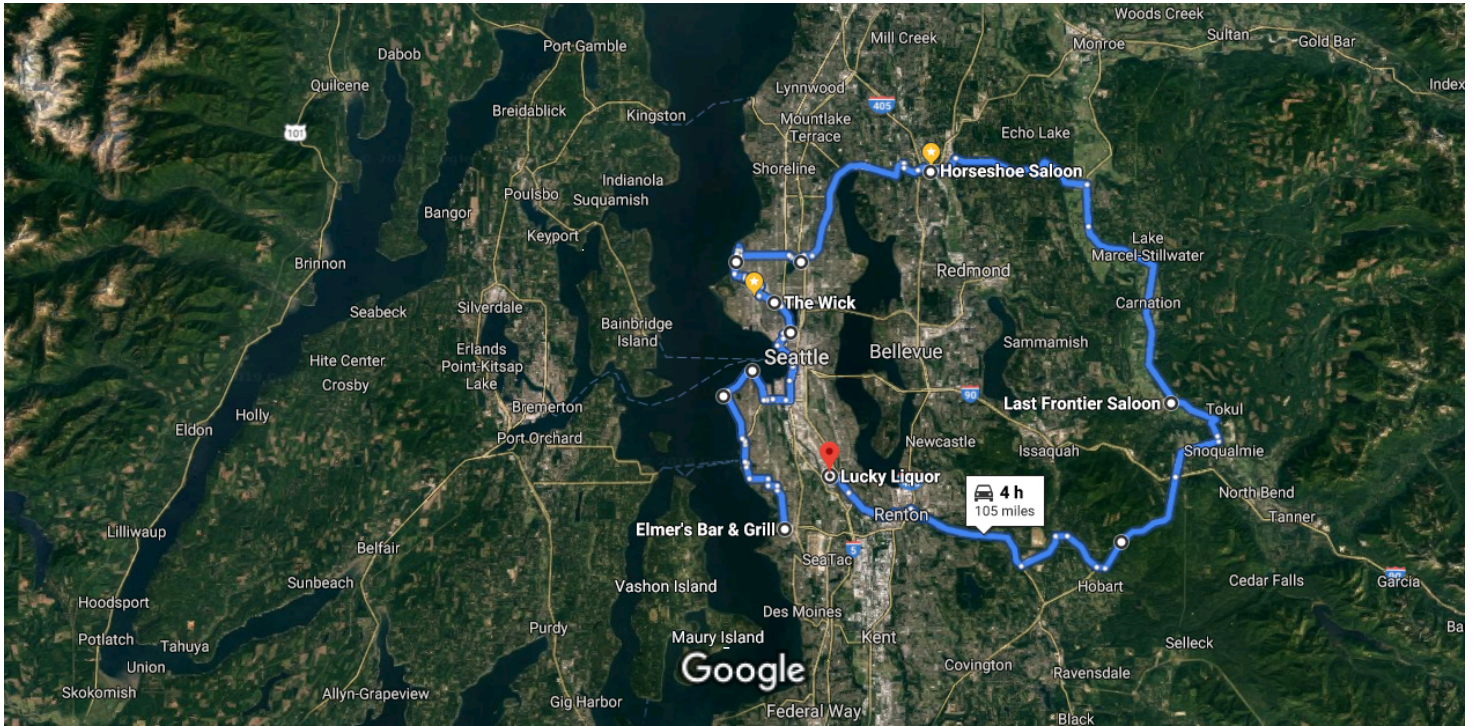 Woods Creek
Dabob
Port Gamble
Mill Creek
Monroe
Sultan
Gold Bar
Quilcene
Lynnwood
Index
Breidablick
Kingston
405
101
Mountlake
Terrace
Echo Lake
Shoreline
Horseshoe Saloon
Indianola
Poulsbo
Suquamish
Bangor
Keyport
Lake
Marcel-Stillwater
Brinnon
Redmond
Silverdale
The Wick
Carnation
Seabeck
Bainbridge
Island
Sammamish
Erlands
Point-Kitsap
Lake
Seattle
Bellevue
Hite Center
Crosby
90
Bremerton
Last Frontier Saloon
Tokul
Holly
Eldon
Port Orchard
Newcastle
Issaquah
Snoqualmie
Lucky Liquor
4 h
105 miles
North Bend
Tanner
Renton
Elmer's Bar & Grill
Lilliwaup
Belfair
5
SeaTac
Sunbeach
Vashon Island
Hobart
Cedar Falls
90
Garcia
Hoodsport
Des Moines
Potlatch
Tahuya
Purdy
Maury Island
Kent
Ba
Union
Selleck
Google
Covington
Ravensdale
Skokomish
Allyn-Grapeview
Gig Harbor
Federal Way
Black